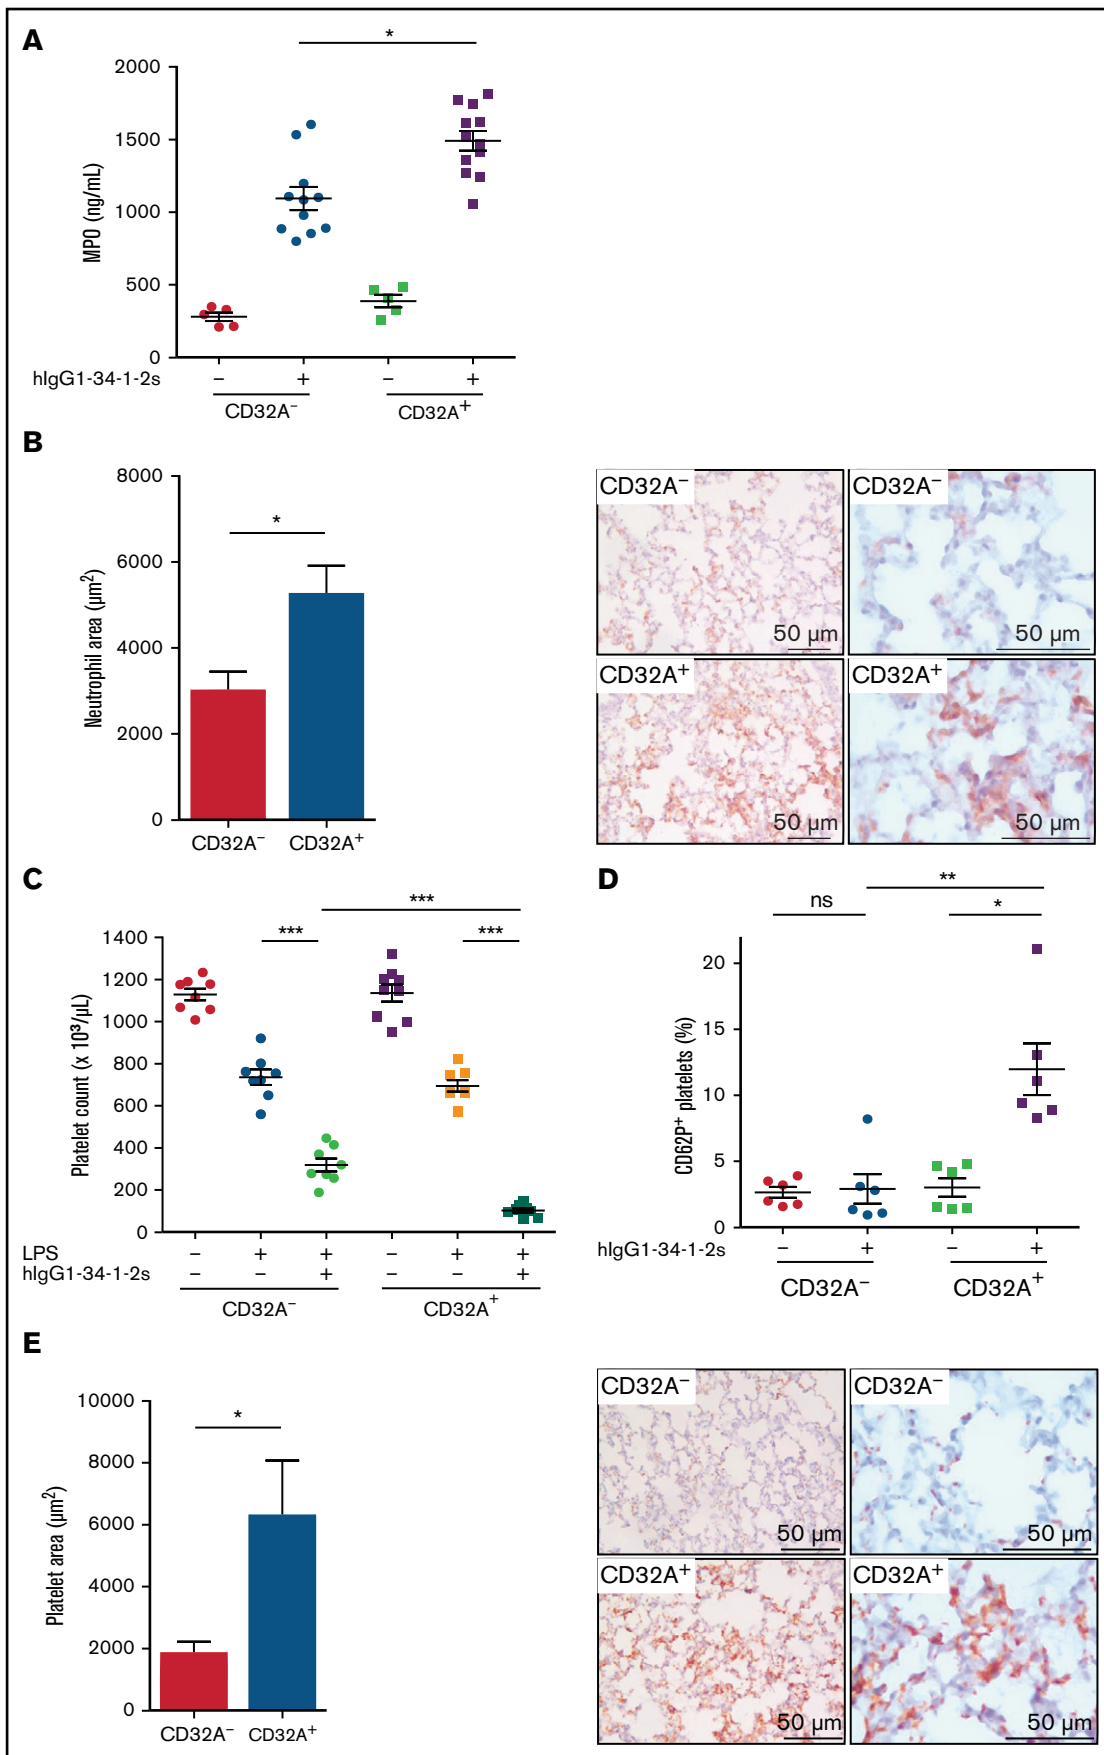 A
*
2000
1500
1000
500
0
MPO (ng/mL)
hIgG1-34-1-2s
– + – +
CD32A⁻ CD32A⁺
B
8000
6000
4000
2000
0
Neutrophil area (μm²)
*
CD32A⁻ CD32A⁺
CD32A⁻
50 μm
CD32A⁻
50 μm
CD32A⁺
50 μm
CD32A⁺
50 μm
C
***
*** ***
1400
1200
1000
800
600
400
200
0
Platelet count (x 10³/μL)
LPS – + + – + +
hIgG1-34-1-2s – – + – – +
CD32A⁻ CD32A⁺
D
**
ns *
20
15
10
5
0
CD62P⁺ platelets (%)
hIgG1-34-1-2s – + – +
CD32A⁻ CD32A⁺
E
10000
8000
6000
4000
2000
0
Platelet area (μm²)
*
CD32A⁻ CD32A⁺
CD32A⁻
50 μm
CD32A⁻
50 μm
CD32A⁺
50 μm
CD32A⁺
50 μm